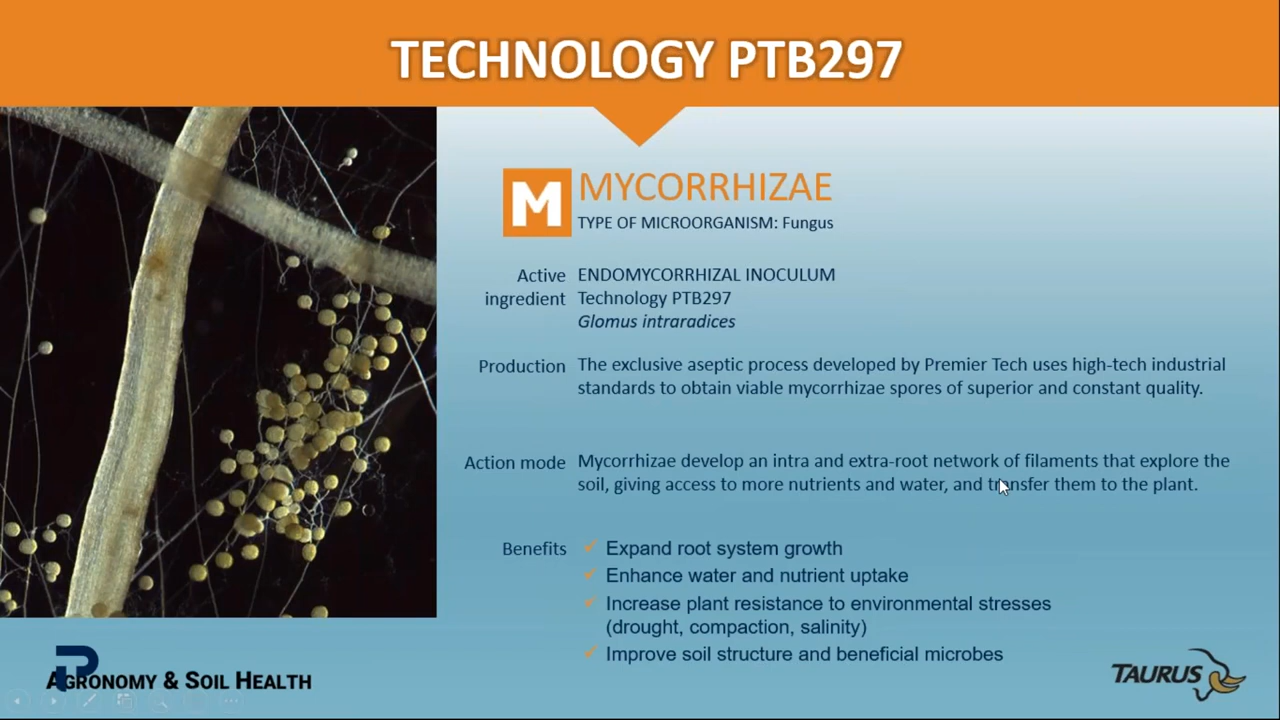 TECHNOLOGY PTB297
M
MYCORRHIZAE
TYPE OF MICROORGANISM: Fungus
Active ingredient
ENDOMYCORRHIZAL INOCULUM
Technology PTB297
Glomus intraradices
Production
The exclusive aseptic process developed by Premier Tech uses high-tech industrial
standards to obtain viable mycorrhizae spores of superior and constant quality.
Action mode
Mycorrhizae develop an intra and extra-root network of filaments that explore the
soil, giving access to more nutrients and water, and transfer them to the plant.
Benefits
✓ Expand root system growth
✓ Enhance water and nutrient uptake
✓ Increase plant resistance to environmental stresses
(drought, compaction, salinity)
✓ Improve soil structure and beneficial microbes
AGRONOMY & SOIL HEALTH
TAURUS